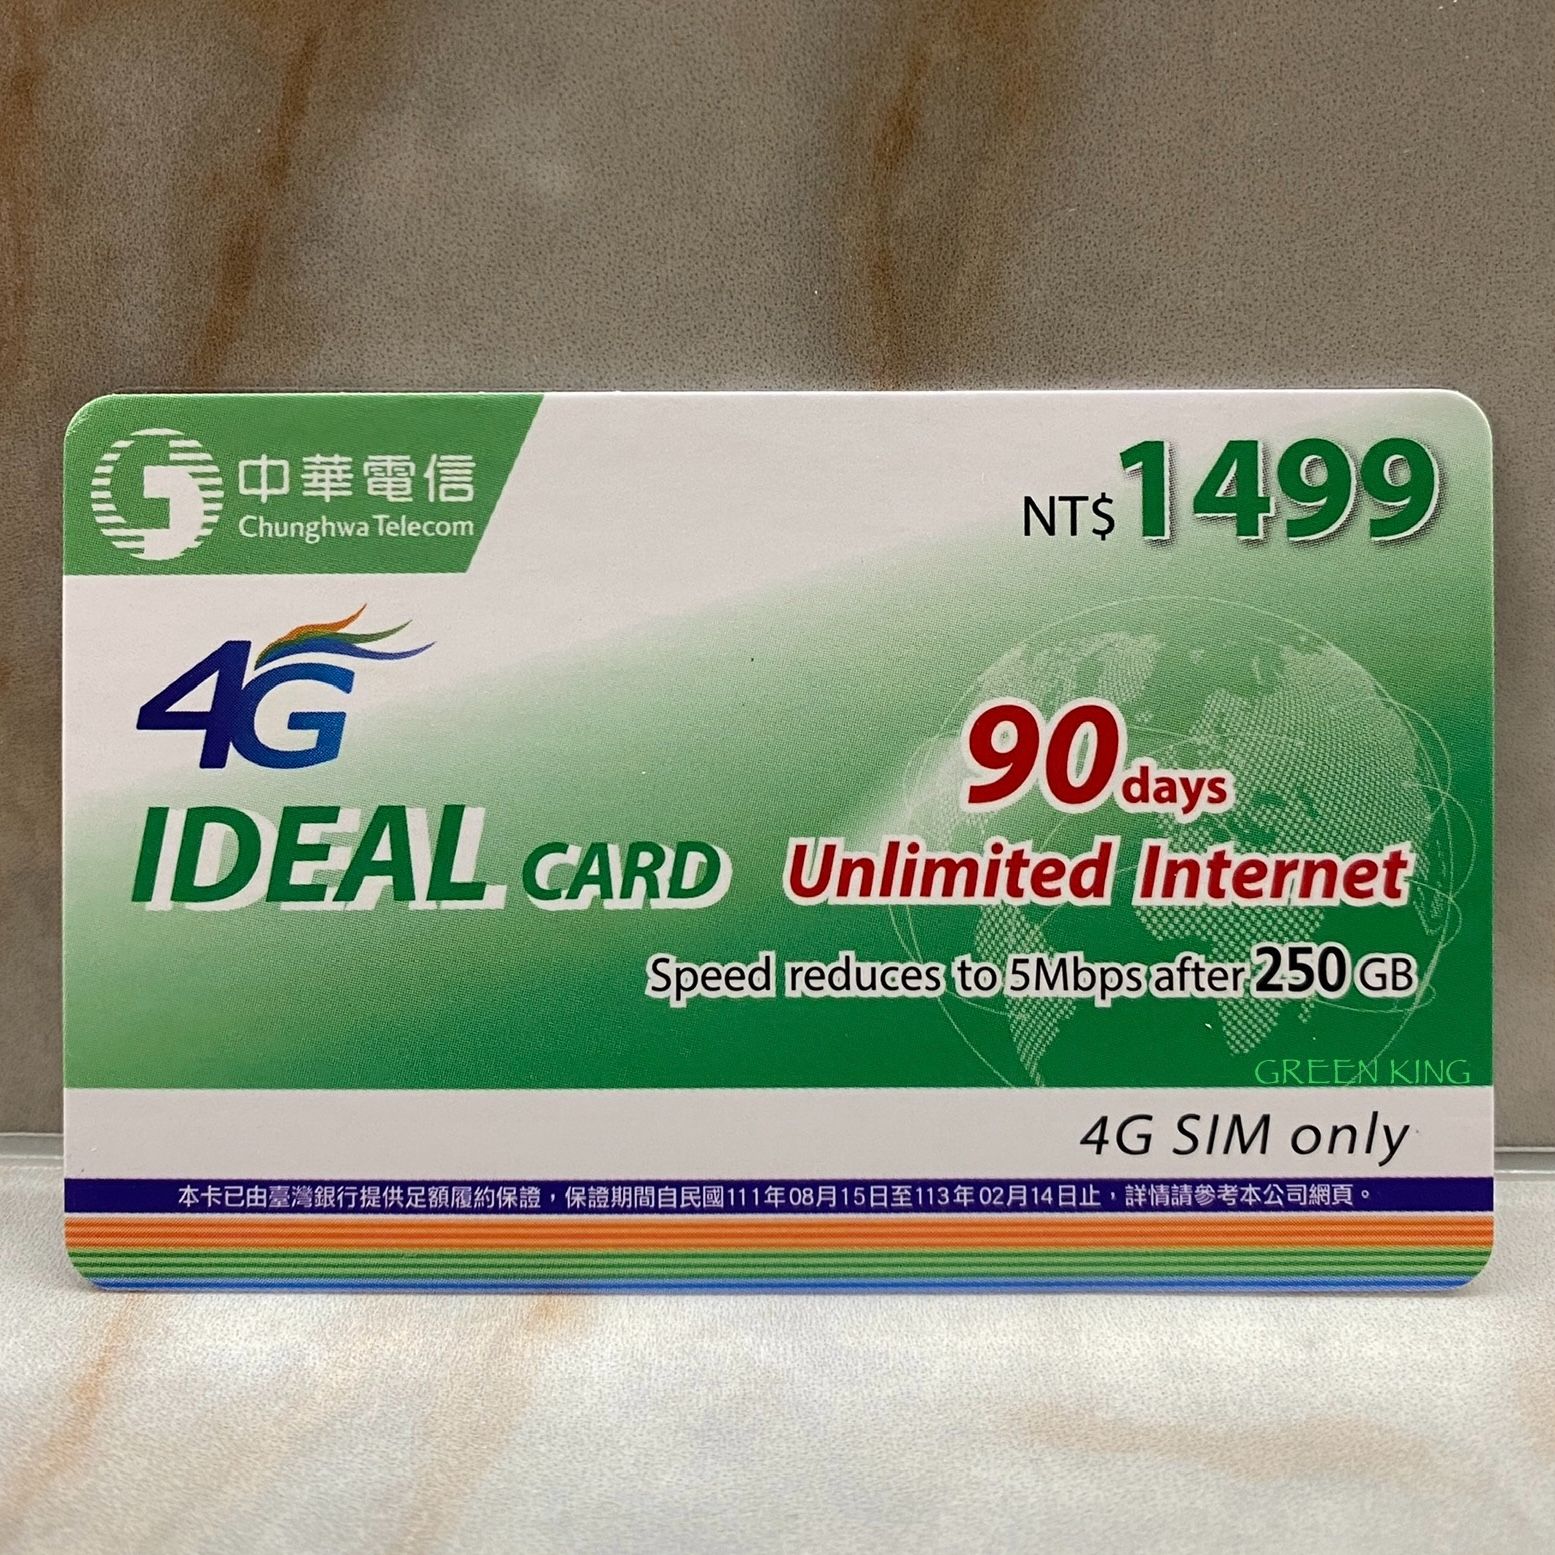 中華電信
Chunghwa Telecom
NT$1499
4G
IDEAL CARD
90days
Unlimited Internet
Speed reduces to 5Mbps after 250 GB
GREEN KING
4G SIM only
本卡已由臺灣銀行提供足額履約保證，保證期間自民國111年08月15日至113年02月14日止，詳情請參考本公司網頁。